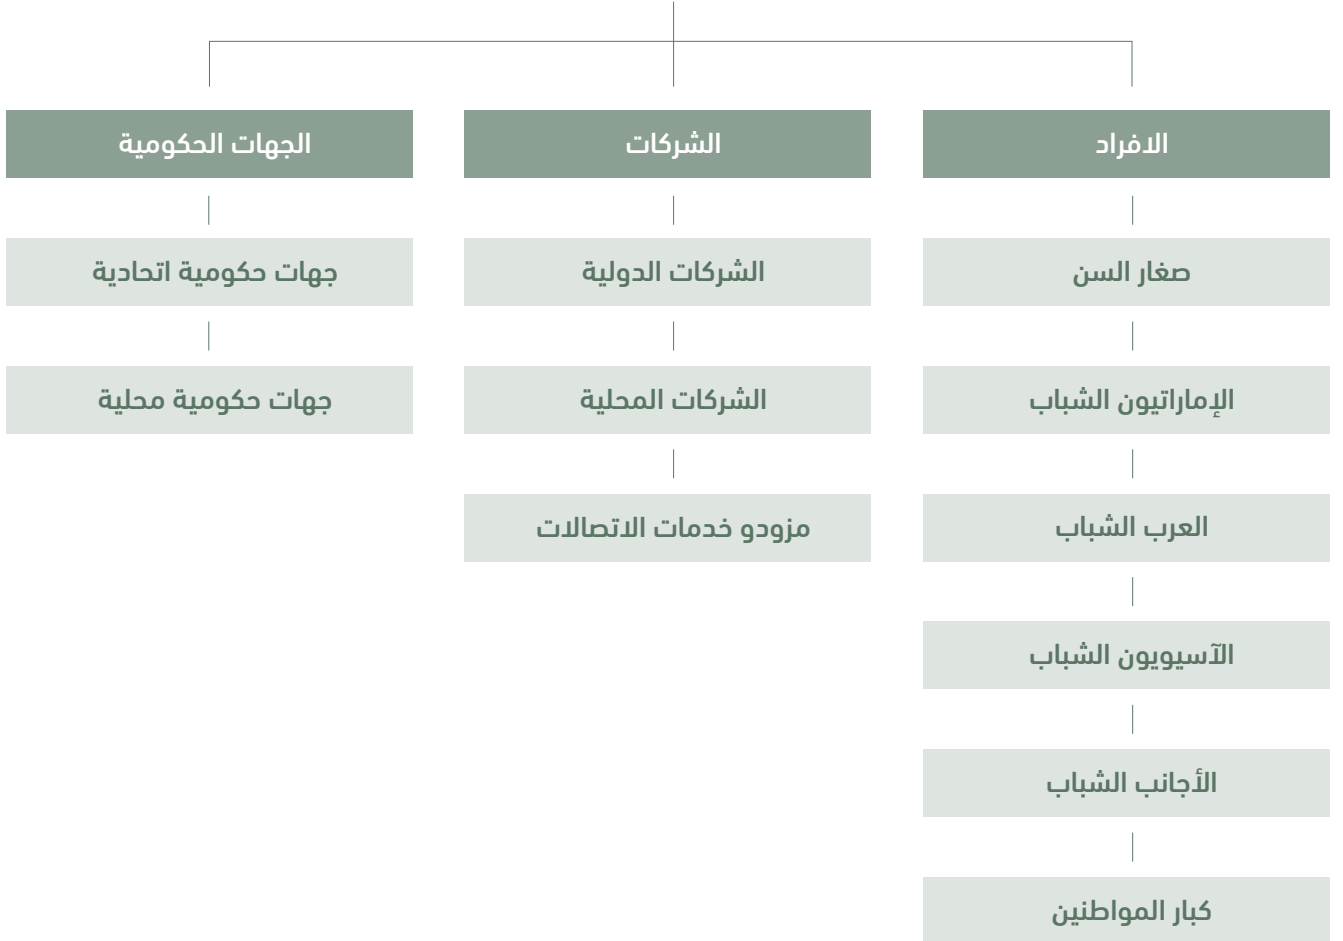 الافراد
صغار السن
الإماراتيون الشباب
العرب الشباب
الآسيويون الشباب
الأجانب الشباب
كبار المواطنين
الشركات
الشركات الدولية
الشركات المحلية
مزودو خدمات الاتصالات
الجهات الحكومية
جهات حكومية اتحادية
جهات حكومية محلية